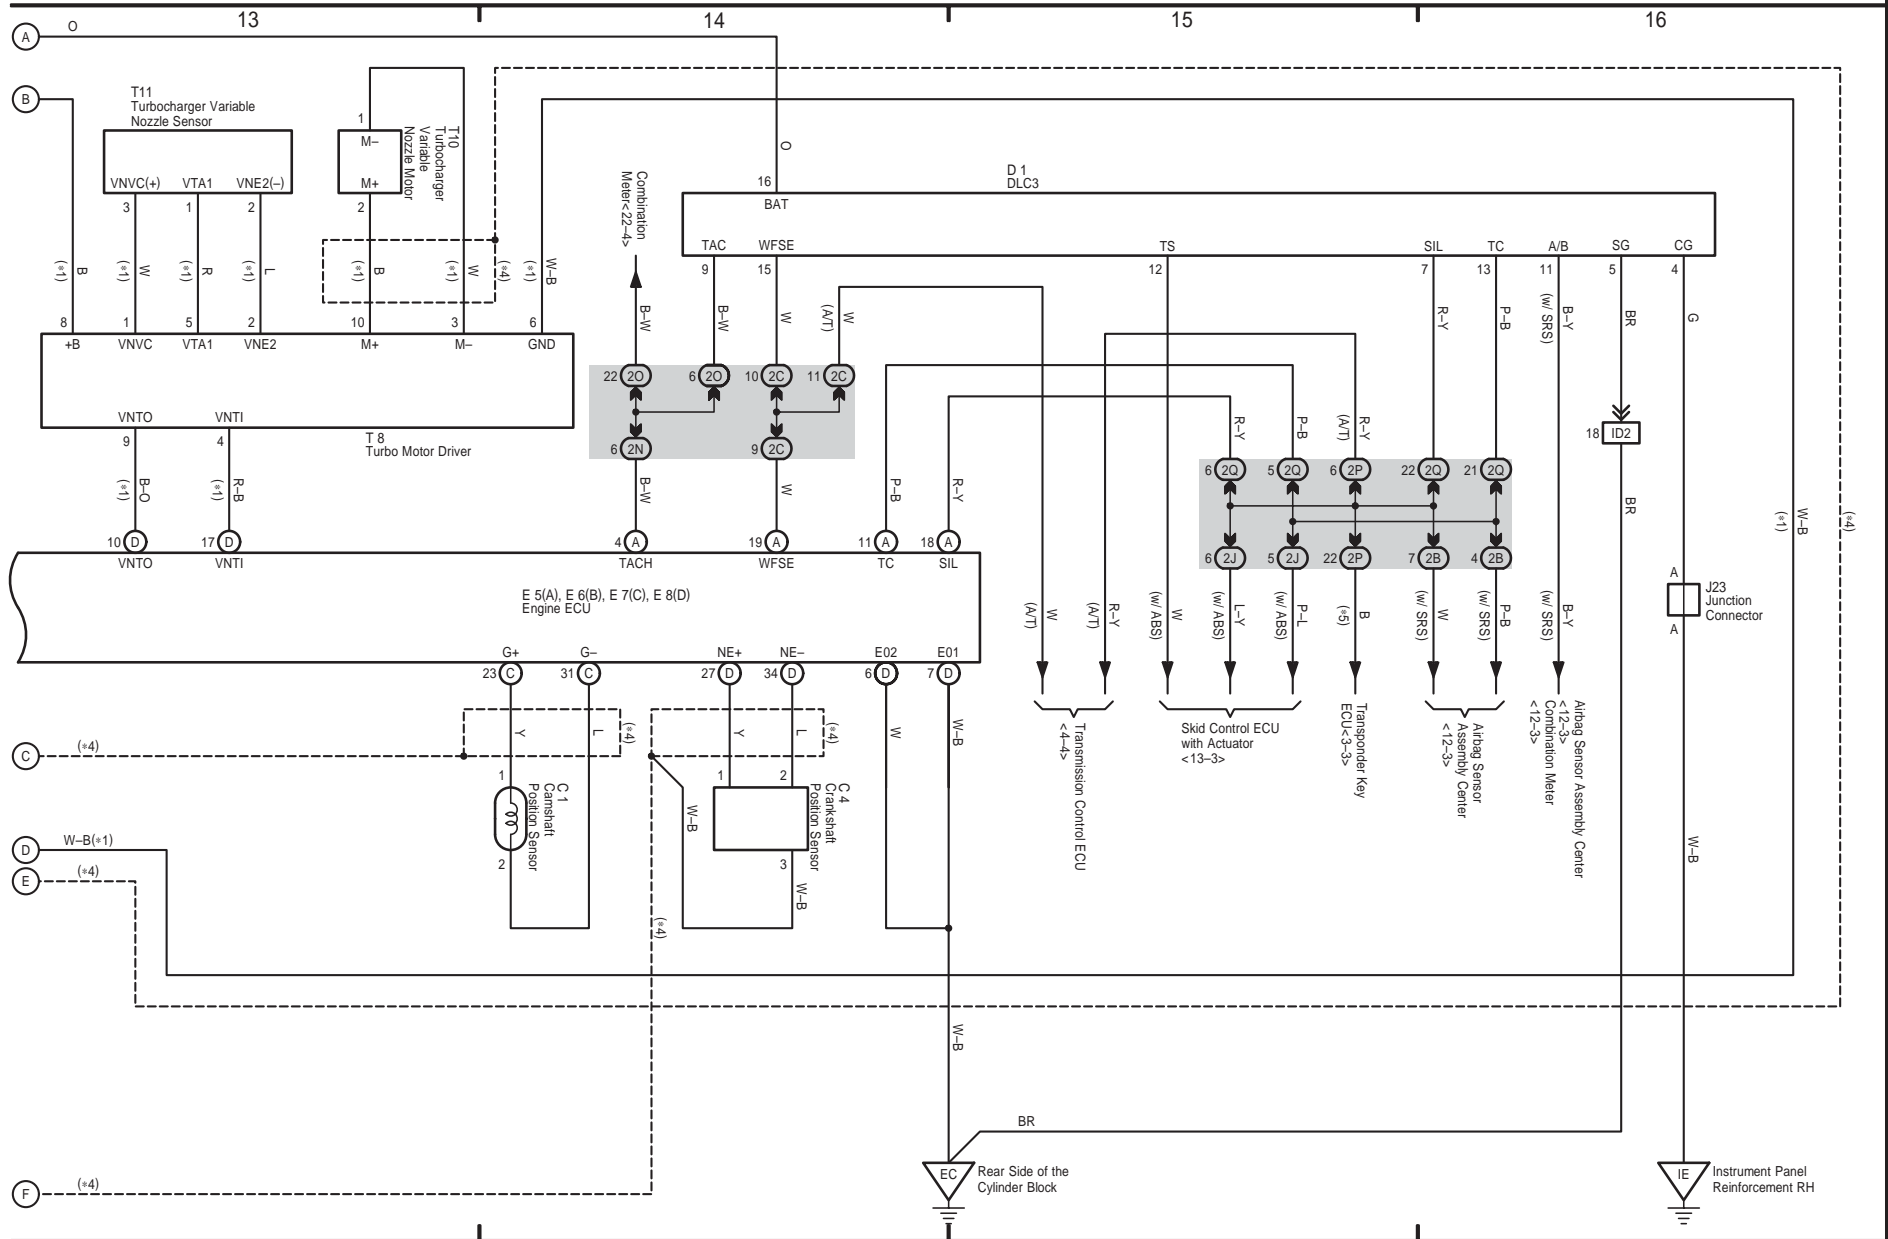 13
14
15
16
A
O
B
T11
Turbocharger Variable
Nozzle Sensor
VNVC(+)
VTA1
VNE2(–)
3
1
2
1
M–
M+
2
T10
Turbocharger
Variable
Nozzle Motor
B
(*1)
W
(*1)
R
(*1)
L
(*1)
B
(*1)
W
(*1)
(*4)
W–B
(*1)
8
1
5
2
10
3
6
+B
VNVC
VTA1
VNE2
M+
M–
GND
VNTO
VNTI
9
4
T 8
Turbo Motor Driver
B–O
(*1)
R–B
(*1)
O
D 1
DLC3
16
BAT
TAC
WFSE
TS
SIL
TC
A/B
SG
CG
9
15
12
7
13
11
5
4
Combination
Meter<22–4>
B–W
B–W
W
W
(A/T)
R–Y
P–B
B–Y
(w/ SRS)
BR
G
22 2O
6 2O
10 2C
11 2C
6 2N
9 2C
B–W
W
P–B
R–Y
R–Y
P–B
R–Y
(A/T)
18 ID2
6 2Q
5 2Q
6 2P
22 2Q
21 2Q
6 2J
5 2J
22 2P
7 2B
4 2B
BR
W–B
(*1)
(*4)
10 D
17 D
4 A
19 A
11 A
18 A
VNTO
VNTI
TACH
WFSE
TC
SIL
E 5(A), E 6(B), E 7(C), E 8(D)
Engine ECU
G+
G–
NE+
NE–
E02
E01
23 C
31 C
27 D
34 D
6 D
7 D
W
(A/T)
R–Y
(A/T)
W
(w/ ABS)
L–Y
(w/ ABS)
P–L
(w/ ABS)
B
(*5)
W
(w/ SRS)
P–B
(w/ SRS)
B–Y
(w/ SRS)
A
J23
Junction
Connector
A
Transmission Control ECU
<4–4>
Skid Control ECU
with Actuator
<13–3>
Transponder Key
ECU<3–3>
Airbag Sensor
Assembly Center
<12–3>
Airbag Sensor Assembly Center
<12–3>
Combination Meter
<12–3>
C
(*4)
Y
L
(*4)
Y
L
(*4)
W
W–B
1
C 1
Camshaft
Position Sensor
2
1
2
C 4
Crankshaft
Position Sensor
3
W–B
W–B
W–B
D
W–B(*1)
E
(*4)
(*4)
W–B
BR
F
(*4)
EC
Rear Side of the
Cylinder Block
IE
Instrument Panel
Reinforcement RH